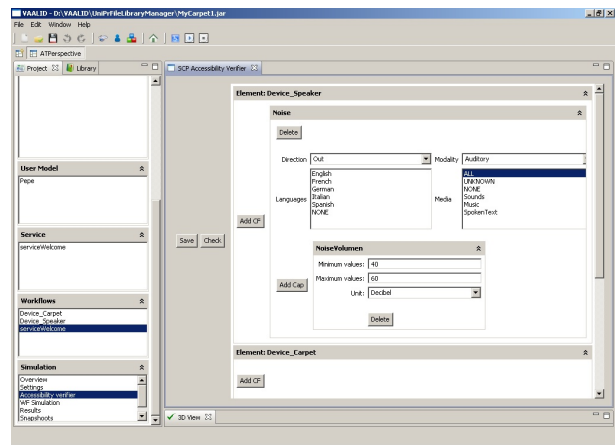 VAALID - D:\VAALID\UniPrFileLibraryManager\MyCarpet1.jar
File Edit Window Help
ATPerspective
Project Library
SCP Accessibility Verifier
Element: Device_Speaker
Noise
Delete
Direction Out Modality Auditory
Languages
English
French
German
Italian
Spanish
NONE
Media
ALL
UNKNOWN
NONE
Sounds
Music
SpokenText
Add CF
Save Check
Add Cap
NoiseVolumen
Minimum values: 40
Maximum values: 60
Unit: Decibel
Delete
Element: Device_Carpet
Add CF
3D View
User Model
Pepe
Service
serviceWelcome
Workflows
Device_Carpet
Device_Speaker
serviceWelcome
Simulation
Overview
Settings
Accessibility verifier
WF Simulation
Results
Snapshoots